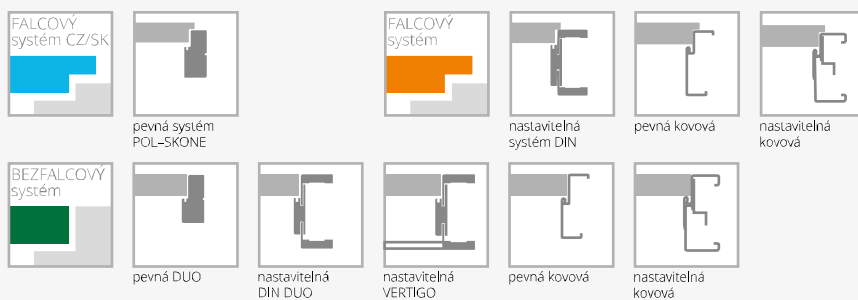 FALCOVÝ
systém CZ/SK
pevná systém
POL–SKONE
FALCOVÝ
systém
nastavitelná
systém DIN
pevná kovová
nastavitelná
kovová
BEZFALCOVÝ
systém
pevná DUO
nastavitelná
DIN DUO
nastavitelná
VERTIGO
pevná kovová
nastavitelná
kovová